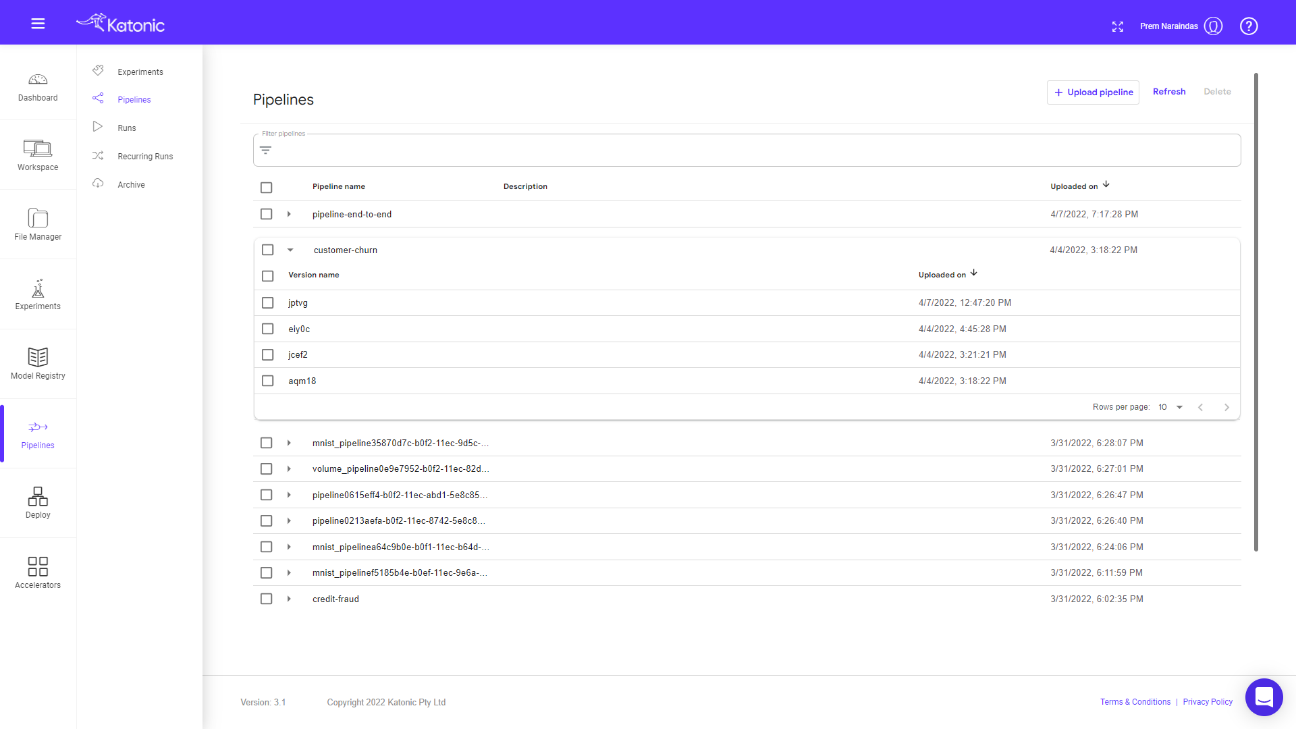 Katonic
Prem Naraindas
Dashboard
Workspace
File Manager
Experiments
Model Registry
Pipelines
Deploy
Accelerators
Experiments
Pipelines
Runs
Recurring Runs
Archive
Pipelines
+ Upload pipeline Refresh Delete
Filter pipelines
Pipeline name Description Uploaded on
pipeline-end-to-end 4/7/2022, 7:17:28 PM
customer-churn 4/4/2022, 3:18:22 PM
Version name Uploaded on
jptvg 4/7/2022, 12:47:20 PM
eiy0c 4/4/2022, 4:45:28 PM
jcef2 4/4/2022, 3:21:21 PM
aqm18 4/4/2022, 3:18:22 PM
Rows per page: 10
mnist_pipeline35870d7c-b0f2-11ec-9d5c-... 3/31/2022, 6:28:07 PM
volume_pipeline0e9e7952-b0f2-11ec-82d... 3/31/2022, 6:27:01 PM
pipeline0615eff4-b0f2-11ec-abd1-5e8c85... 3/31/2022, 6:26:47 PM
pipeline0213aefa-b0f2-11ec-8742-5e8c8... 3/31/2022, 6:26:40 PM
mnist_pipelinea64c9b0e-b0f1-11ec-b64d-... 3/31/2022, 6:24:06 PM
mnist_pipelinef5185b4e-b0ef-11ec-9e6a-... 3/31/2022, 6:11:59 PM
credit-fraud 3/31/2022, 6:02:35 PM
Version: 3.1 Copyright 2022 Katonic Pty Ltd Terms & Conditions | Privacy Policy